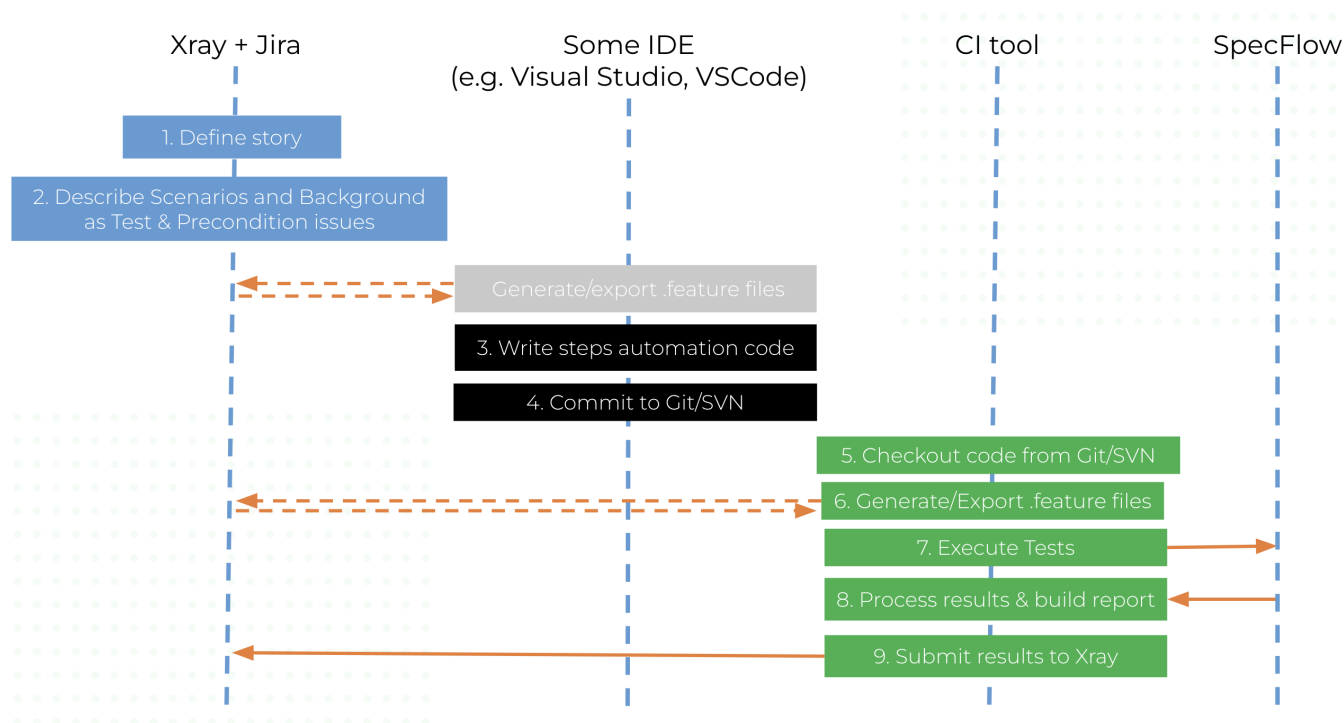 Xray + Jira
Some IDE
(e.g. Visual Studio, VSCode)
CI tool
SpecFlow
1. Define story
2. Describe Scenarios and Background
as Test & Precondition issues
Generate/export .feature files
3. Write steps automation code
4. Commit to Git/SVN
5. Checkout code from Git/SVN
6. Generate/Export .feature files
7. Execute Tests
8. Process results & build report
9. Submit results to Xray